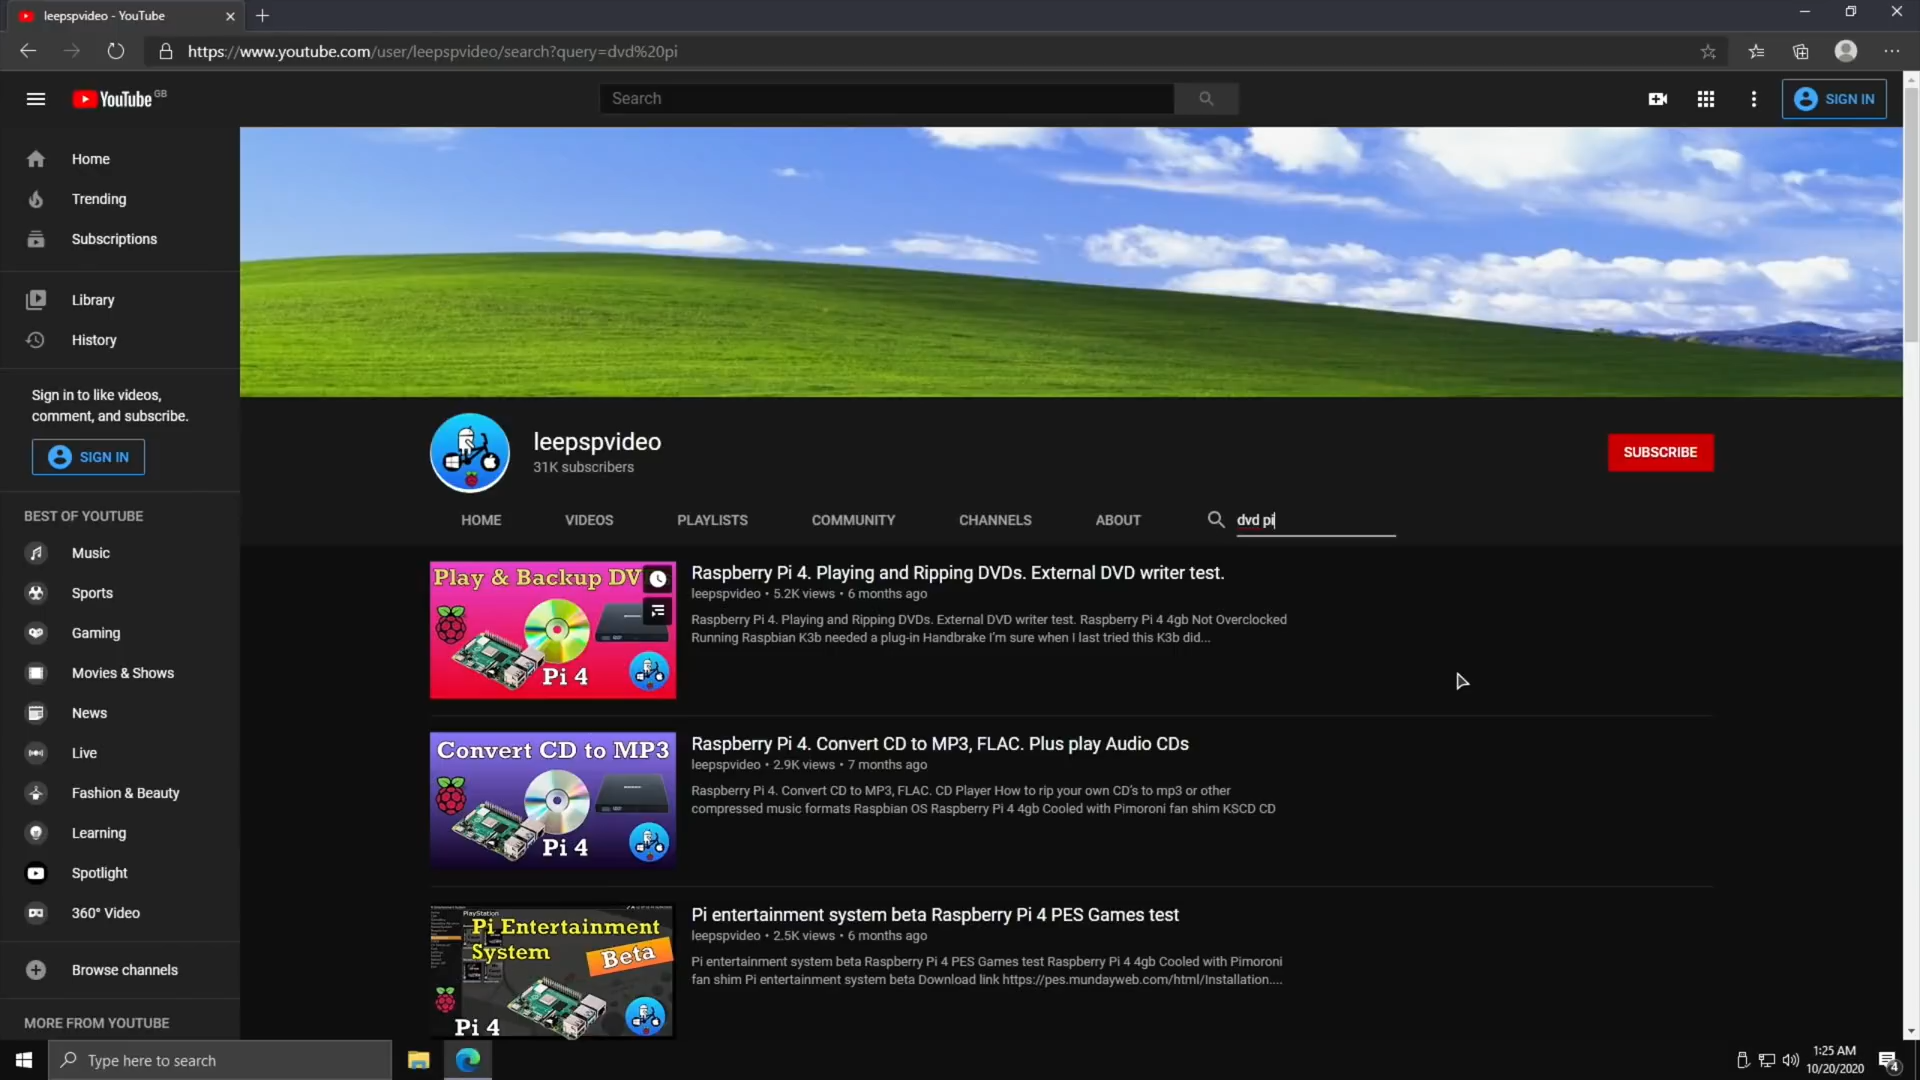 leepspvideo - YouTube
https://www.youtube.com/user/leepspvideo/search?query=dvd%20pi
YouTube GB
Search
SIGN IN
Home
Trending
Subscriptions
Library
History
Sign in to like videos,
comment, and subscribe.
SIGN IN
BEST OF YOUTUBE
Music
Sports
Gaming
Movies & Shows
News
Live
Fashion & Beauty
Learning
Spotlight
360° Video
Browse channels
MORE FROM YOUTUBE
leepspvideo
31K subscribers
SUBSCRIBE
HOME
VIDEOS
PLAYLISTS
COMMUNITY
CHANNELS
ABOUT
dvd pi
Play & Backup DV
Pi 4
Raspberry Pi 4. Playing and Ripping DVDs. External DVD writer test.
leepspvideo • 5.2K views • 6 months ago
Raspberry Pi 4. Playing and Ripping DVDs. External DVD writer test. Raspberry Pi 4 4gb Not Overclocked
Running Raspbian K3b needed a plug-in Handbrake I'm sure when I last tried this K3b did...
Convert CD to MP3
Pi 4
Raspberry Pi 4. Convert CD to MP3, FLAC. Plus play Audio CDs
leepspvideo • 2.9K views • 7 months ago
Raspberry Pi 4. Convert CD to MP3, FLAC. CD Player How to rip your own CD's to mp3 or other
compressed music formats Raspbian OS Raspberry Pi 4 4gb Cooled with Pimoroni fan shim KSCD CD
PlayStation
Pi Entertainment
System
Beta
Pi 4
Pi entertainment system beta Raspberry Pi 4 PES Games test
leepspvideo • 2.5K views • 6 months ago
Pi entertainment system beta Raspberry Pi 4 PES Games test Raspberry Pi 4 4gb Cooled with Pimoroni
fan shim Pi entertainment system beta Download link https://pes.mundayweb.com/html/Installation....
Type here to search
1:25 AM
10/20/2020
4